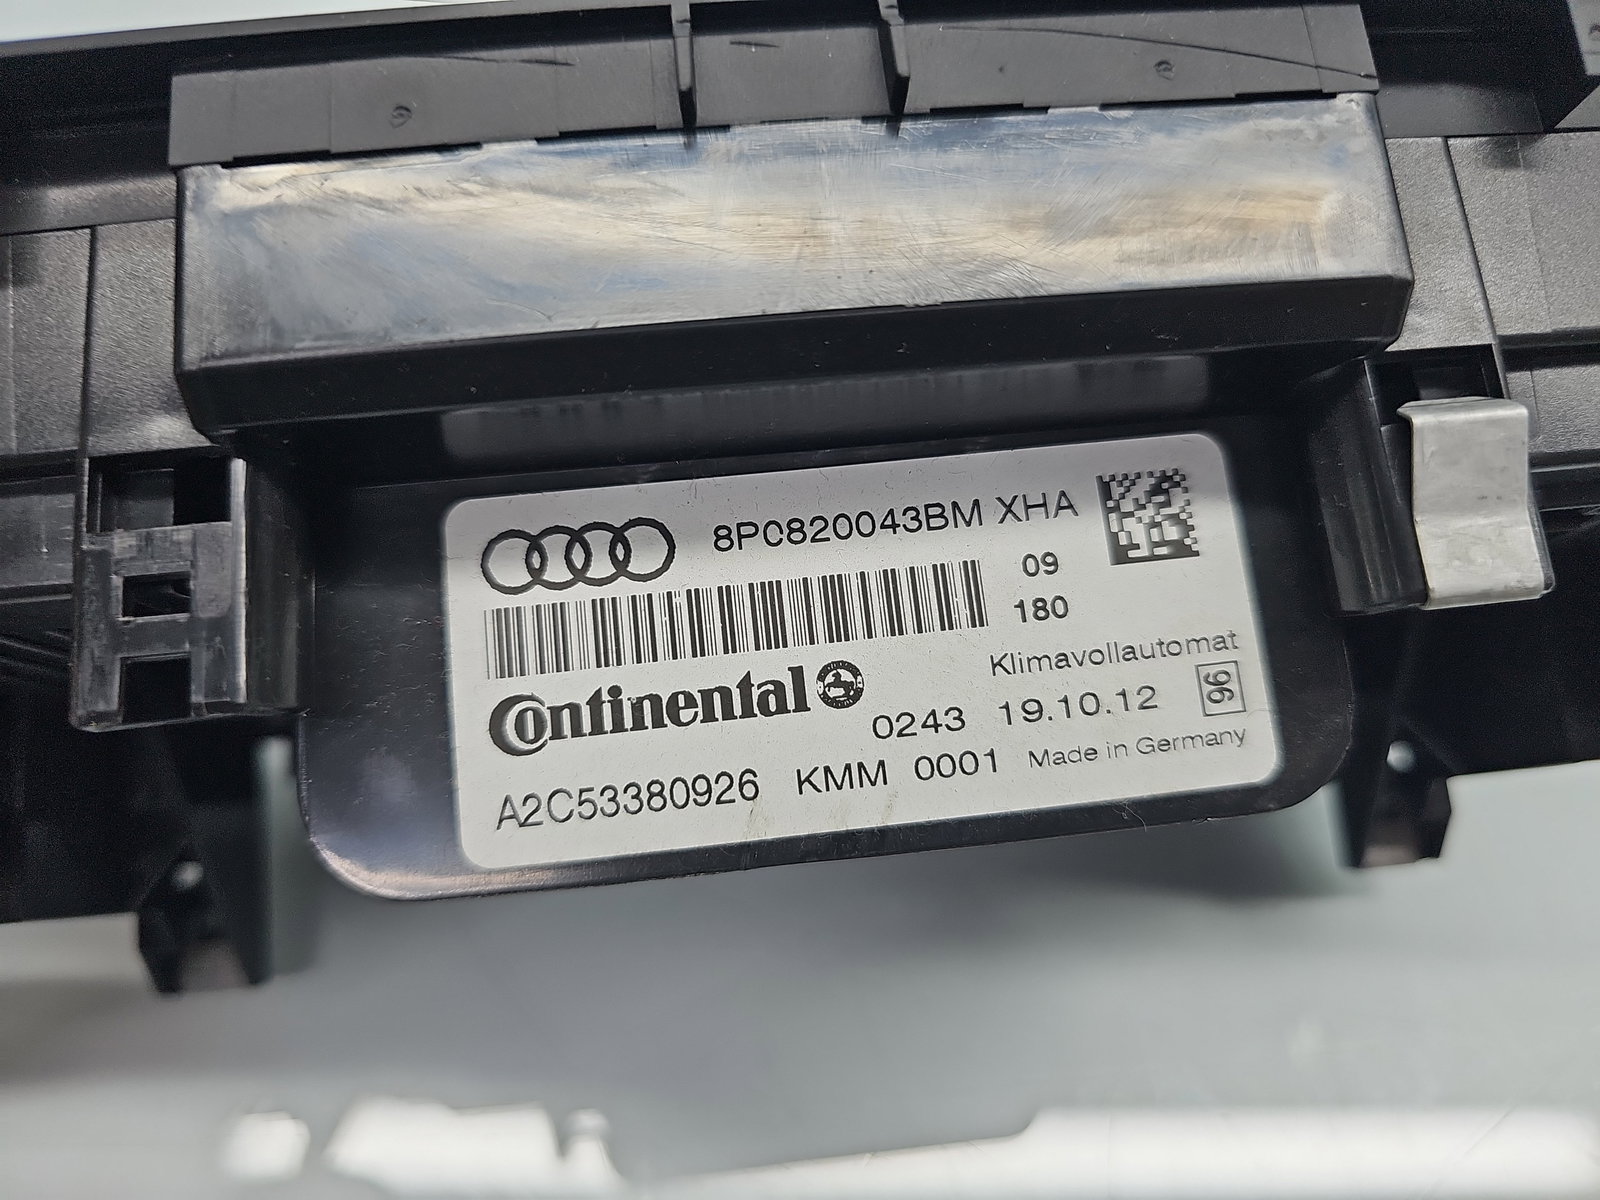 8P0820043BM XHA
09
180
Klimavollautomat
Continental
0243 19.10.12 96
A2C53380926 KMM 0001 Made in Germany